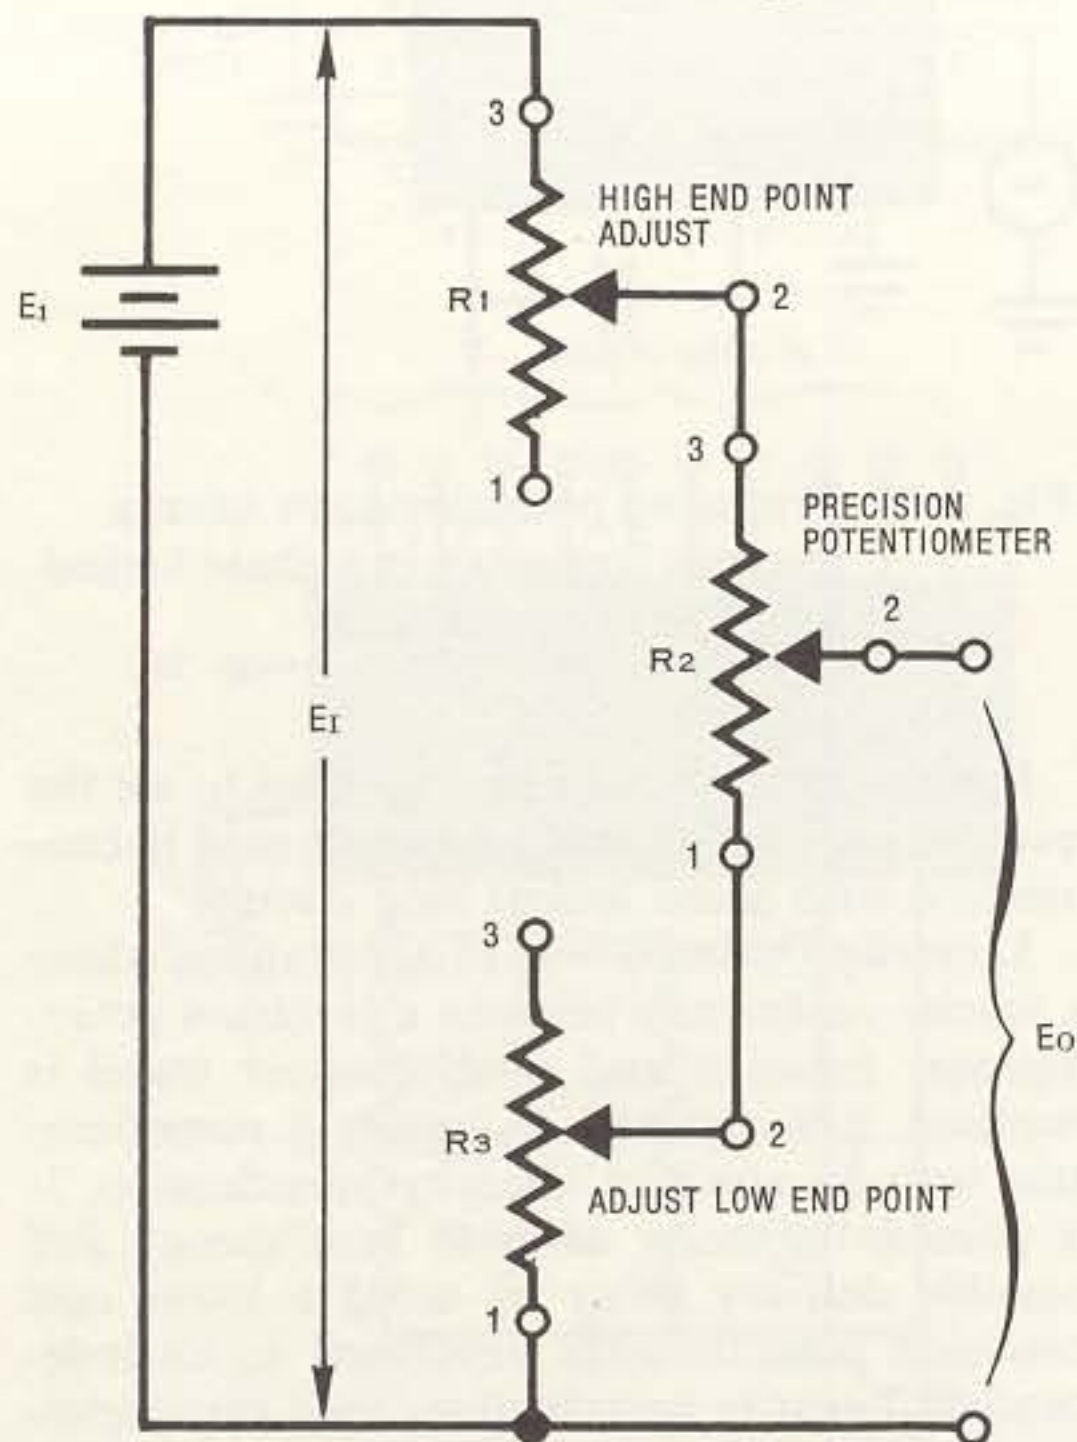 3
HIGH END POINT
ADJUST
R1
2
E1
3
1
PRECISION
POTENTIOMETER
2
R2
EI
1
3
EO
R3
2
ADJUST LOW END POINT
1